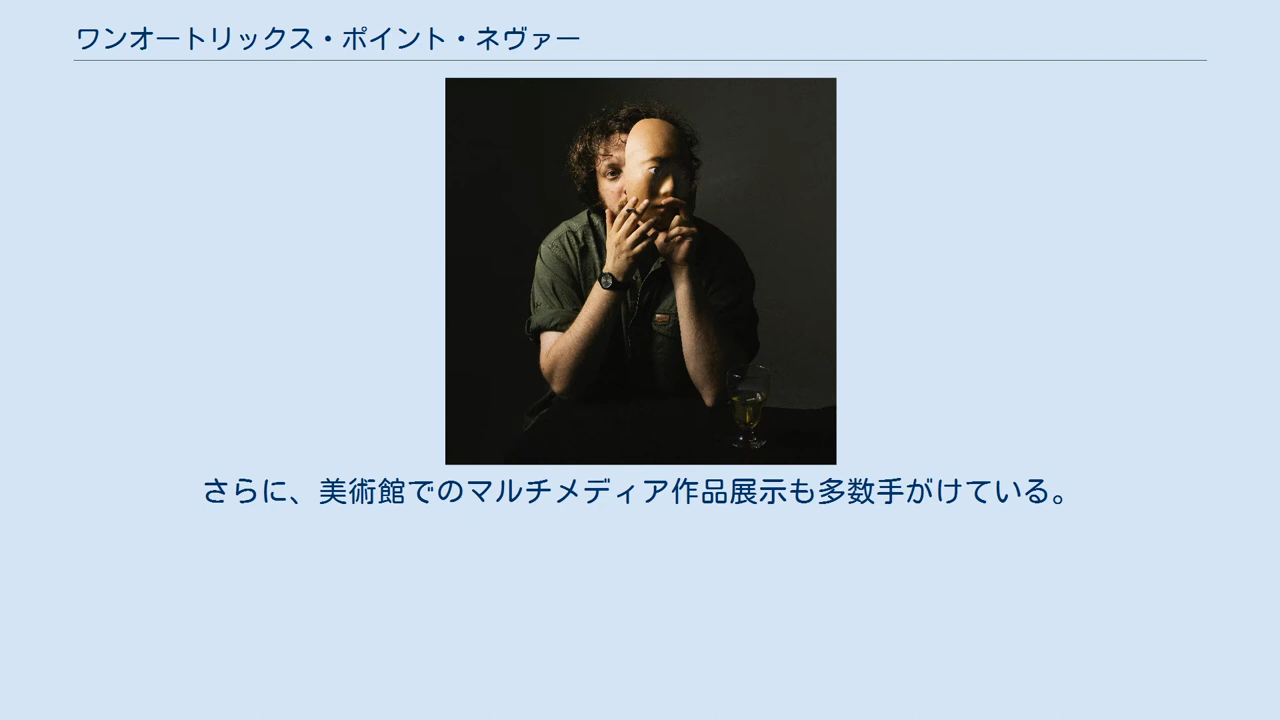 ワンオートリックス・ポイント・ネヴァー
さらに、美術館でのマルチメディア作品展示も多数手がけている。